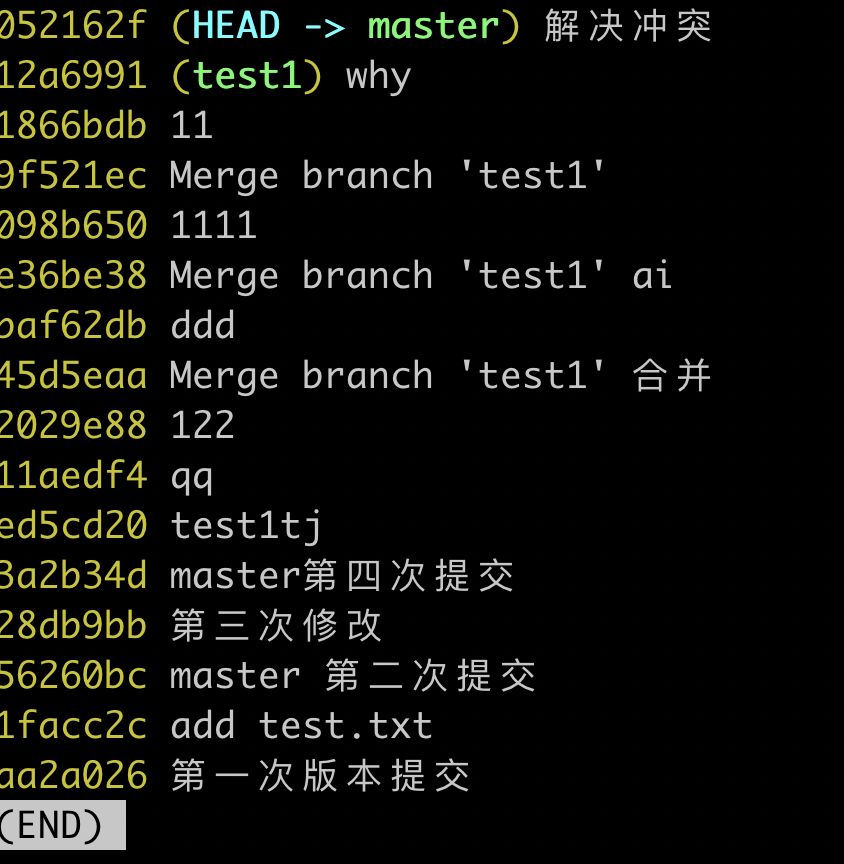 052162f (HEAD -> master) 解决冲突
12a6991 (test1) why
1866bdb 11
9f521ec Merge branch 'test1'
098b650 1111
e36be38 Merge branch 'test1' ai
baf62db ddd
45d5eaa Merge branch 'test1' 合并
2029e88 122
11aedf4 qq
ed5cd20 test1tj
3a2b34d master第四次提交
28db9bb 第三次修改
56260bc master 第二次提交
1facc2c add test.txt
aa2a026 第一次版本提交
(END)